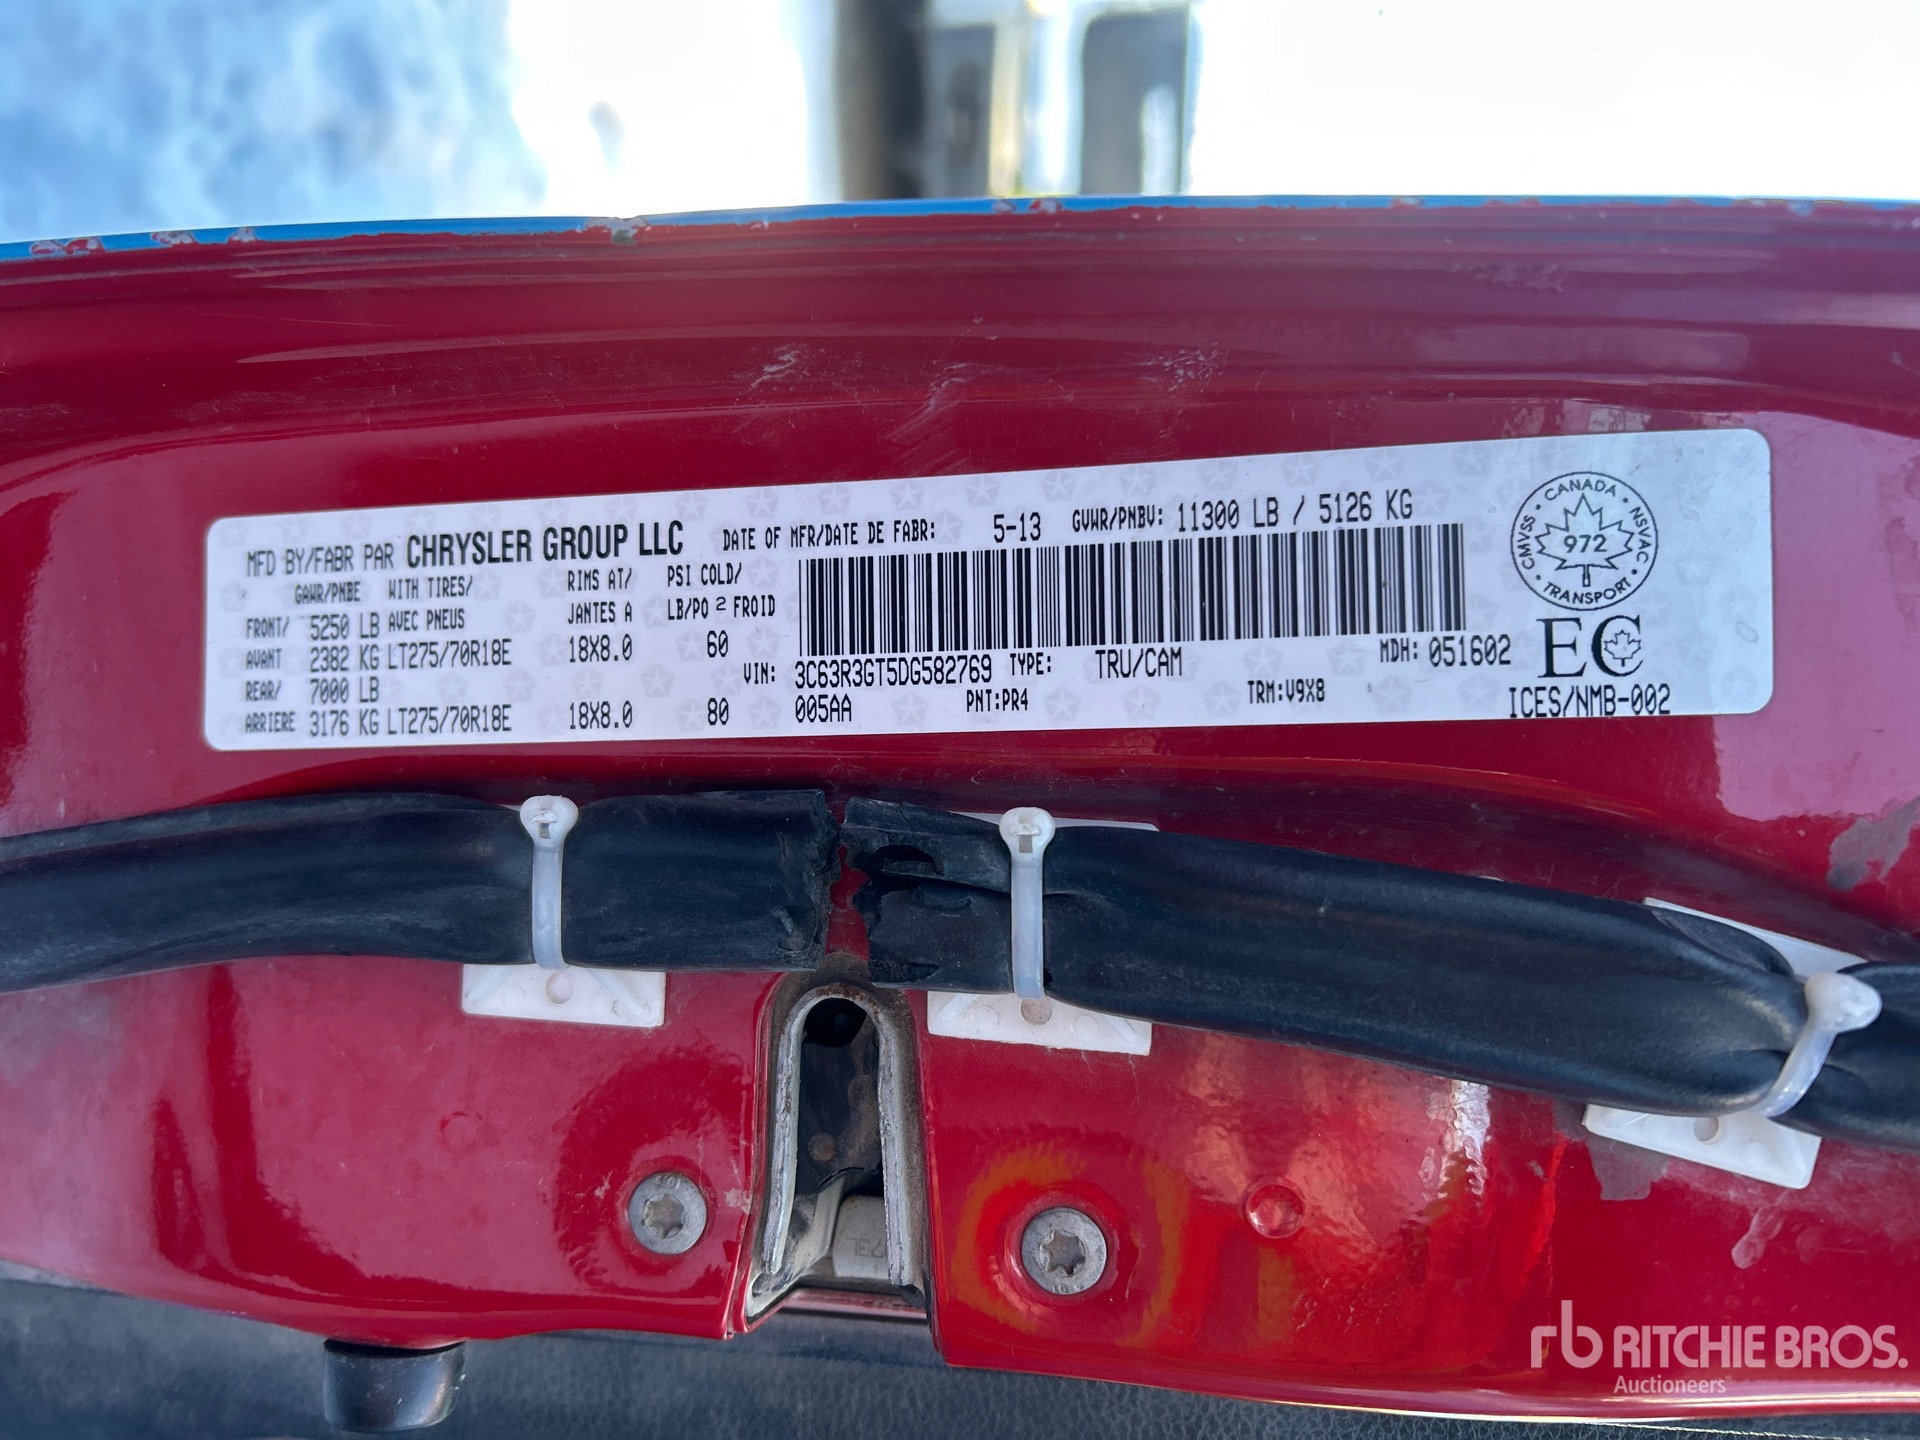 MFD BY/FABR PAR CHRYSLER GROUP LLC DATE OF MFR/DATE DE FABR: 5-13 GVWR/PNBV: 11300 LB / 5126 KG
GAWR/PNBE WITH TIRES/ RIMS AT/ PSI COLD/
AVEC PNEUS JANTES A LB/PO 2 FROID
FRONT/ 5250 LB
AVANT 2382 KG LT275/70R18E 18X8.0 60
REAR/ 7000 LB
ARRIERE 3176 KG LT275/70R18E 18X8.0 80
VIN: 3C63R3GT5DG582769 TYPE: TRU/CAM MDH: 051602
005AA PNT:PR4 TRM:V9X8
CANADA
CMVSS NSVAC
972
TRANSPORT
EC
ICES/NMB-002
rb RITCHIE BROS.
Auctioneers